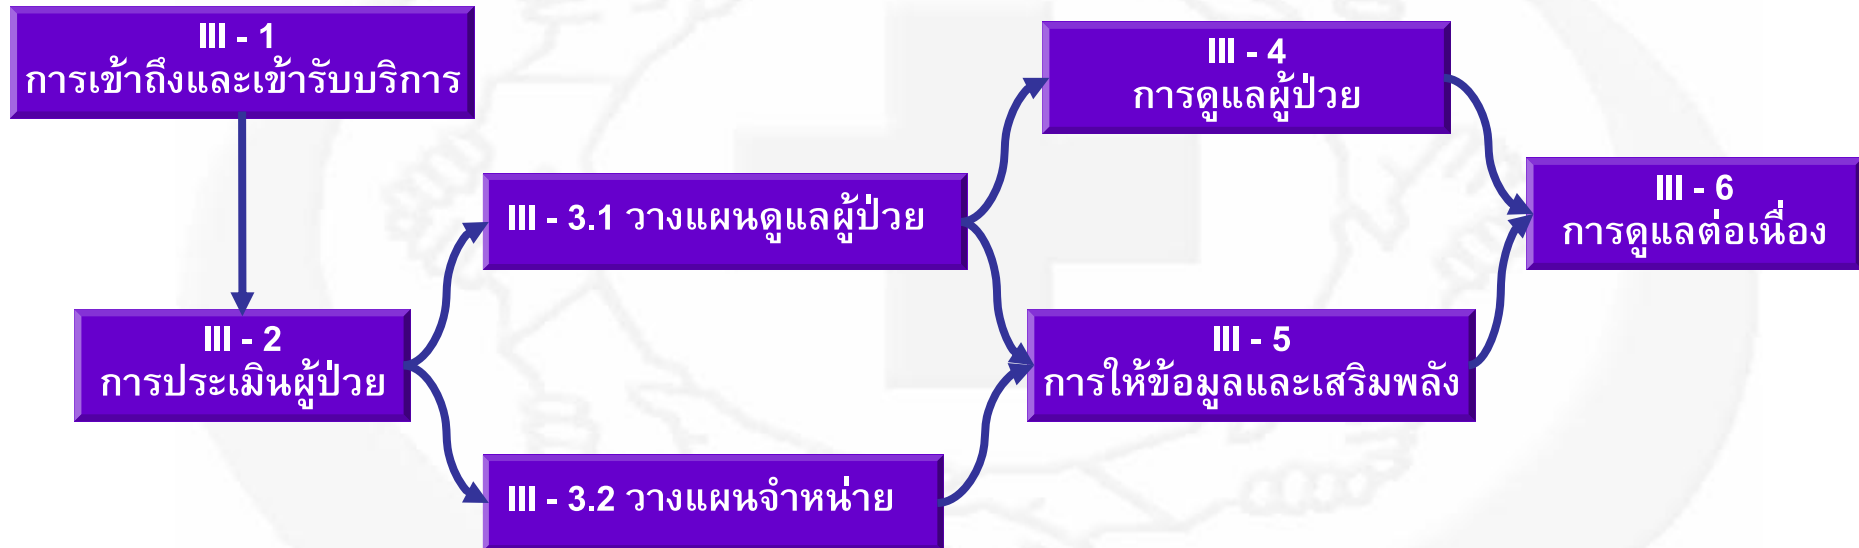 III - 1
การเข้าถึงและเข้ารับบริการ
III - 2
การประเมินผู้ป่วย
III - 3.1 วางแผนดูแลผู้ป่วย
III - 3.2 วางแผนจำหน่าย
III - 4
การดูแลผู้ป่วย
III - 5
การให้ข้อมูลและเสริมพลัง
III - 6
การดูแลต่อเนื่อง